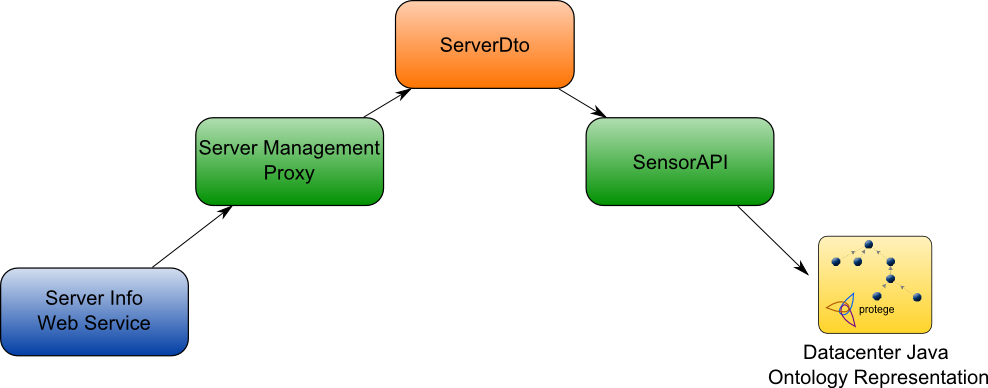 ServerDto
Server Management
Proxy
SensorAPI
Server Info
Web Service
protege
Datacenter Java
Ontology Representation